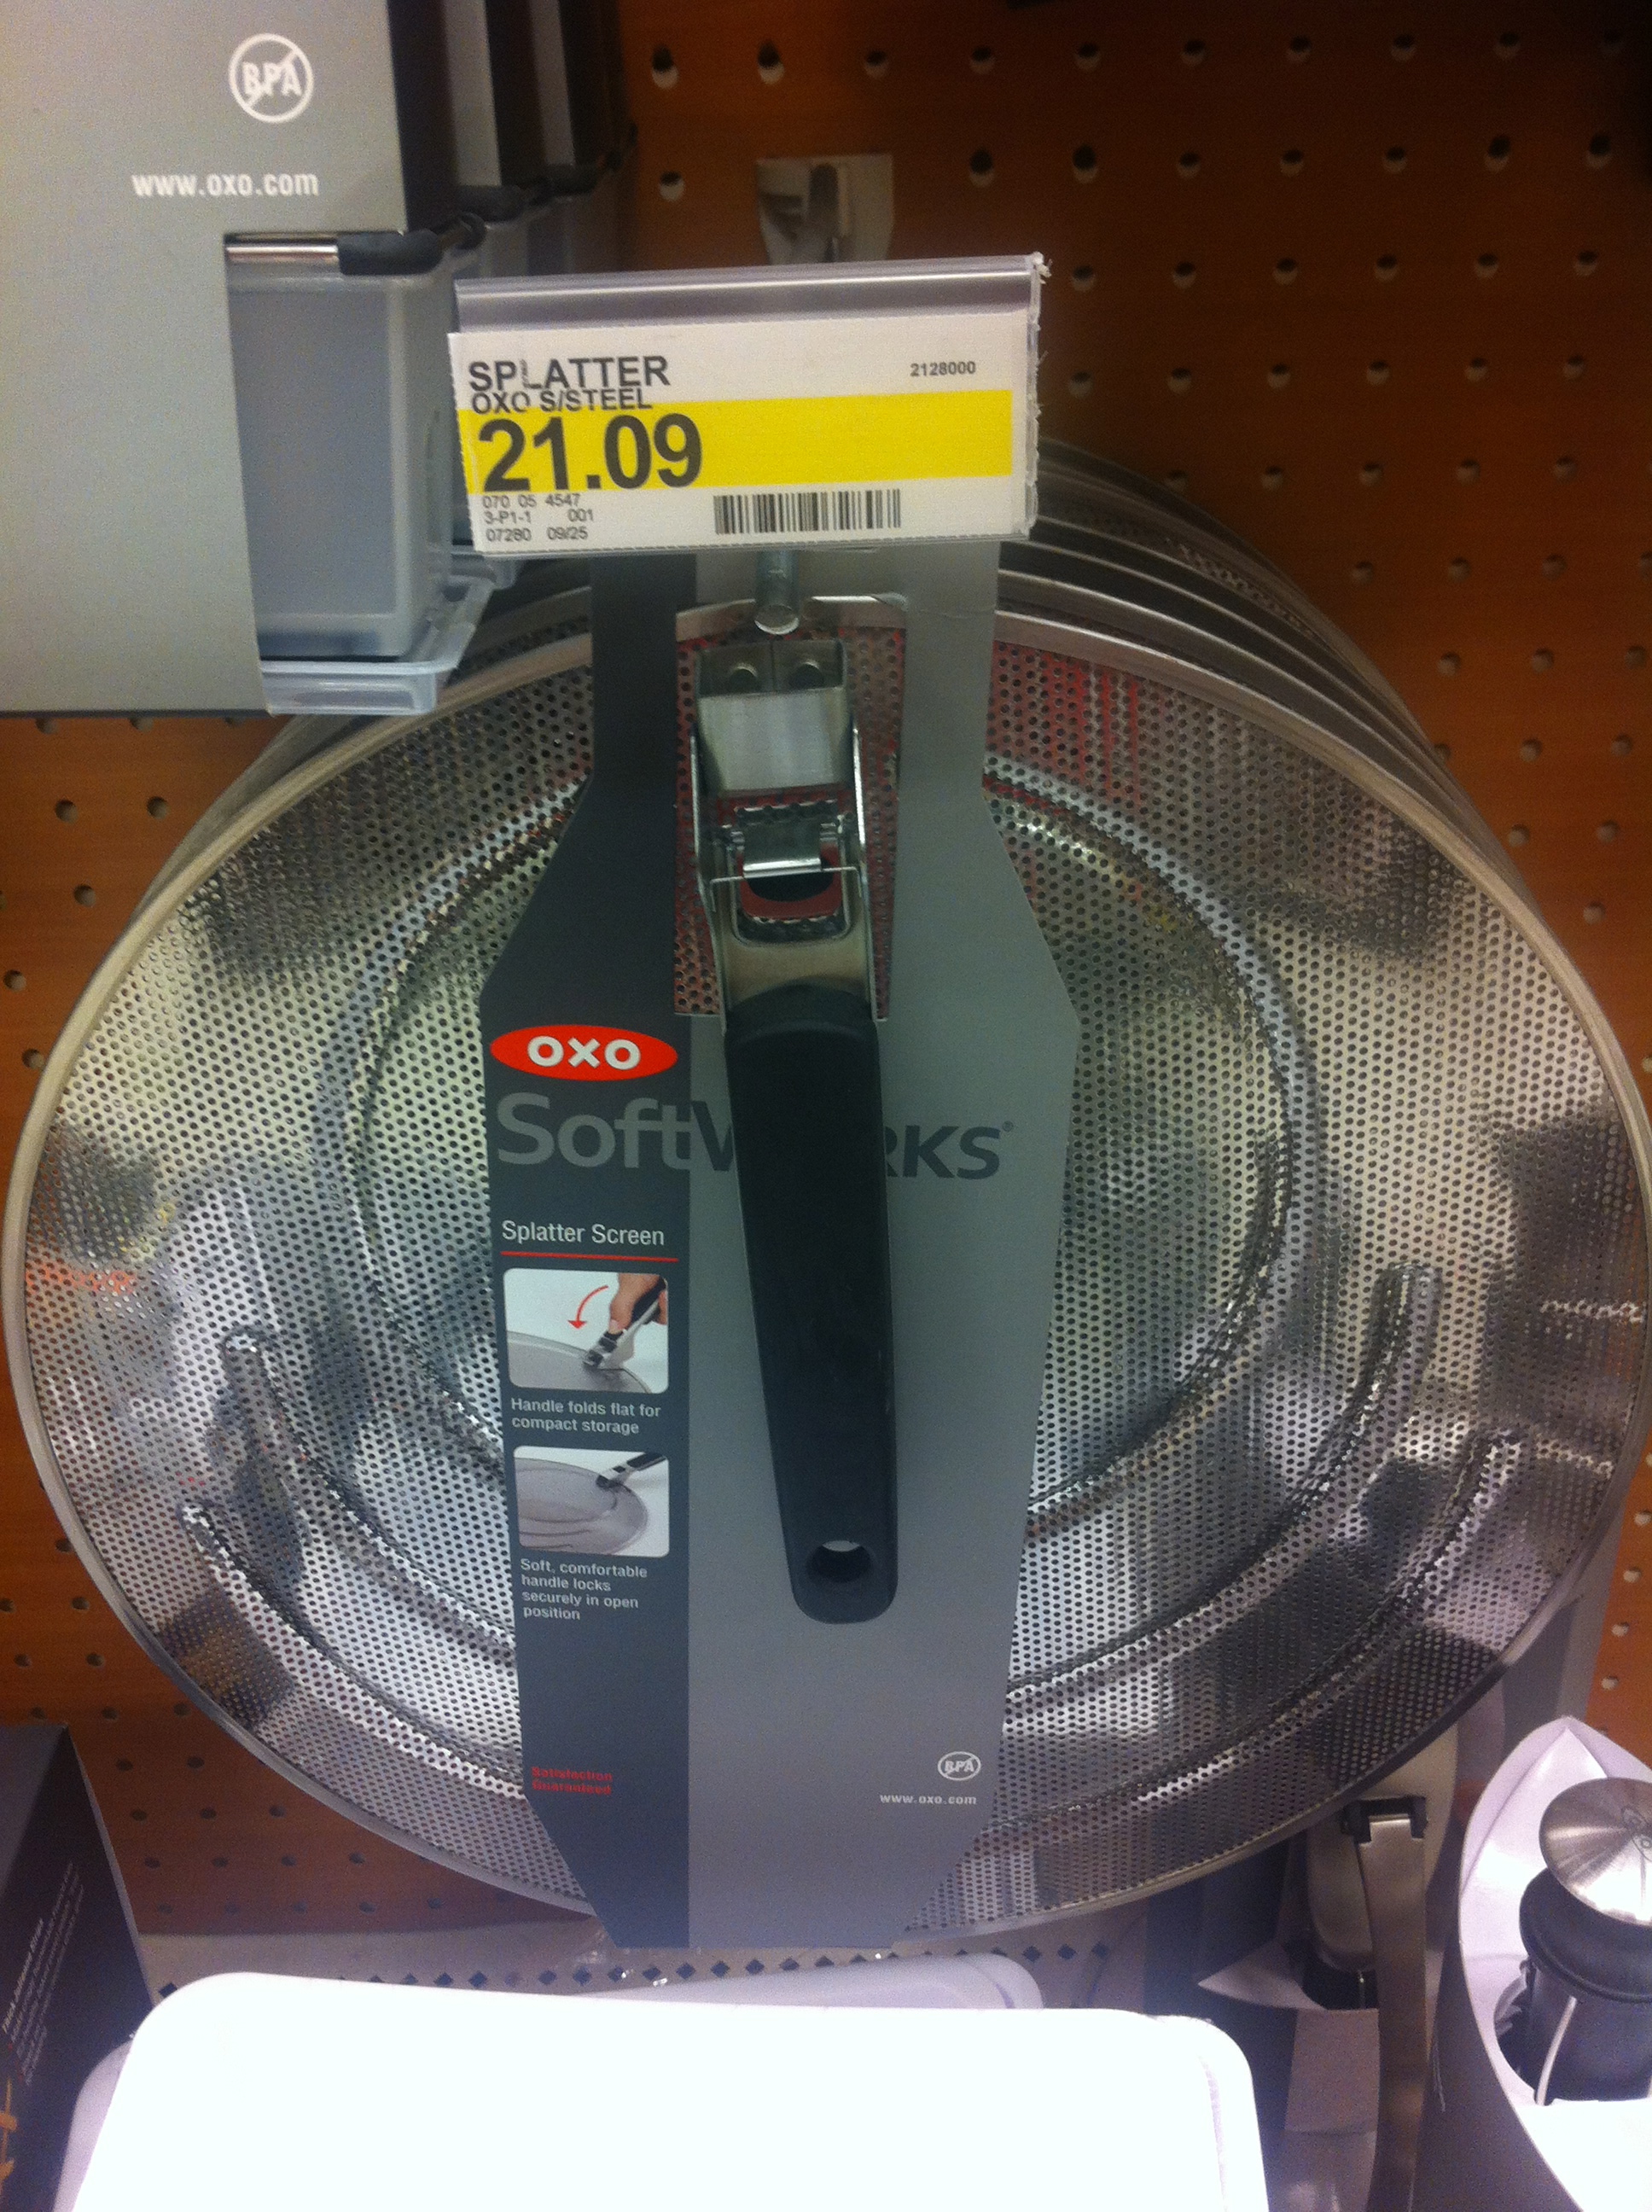 BPA
www.oxo.com
SPLATTER
2128000
OXO S/STEEL
21.09
070 05 4547
3-P1-1 001
07280 09/25
OXO
SoftW RKS®
Splatter Screen
Handle folds flat for
compact storage
Soft, comfortable
handle locks
securely in open
position
Satisfaction
Guaranteed
BPA
www.oxo.com